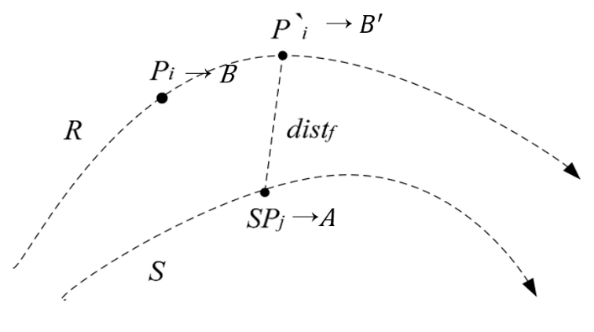 P`i → B'
Pi → B
R
distf
SPj → A
S